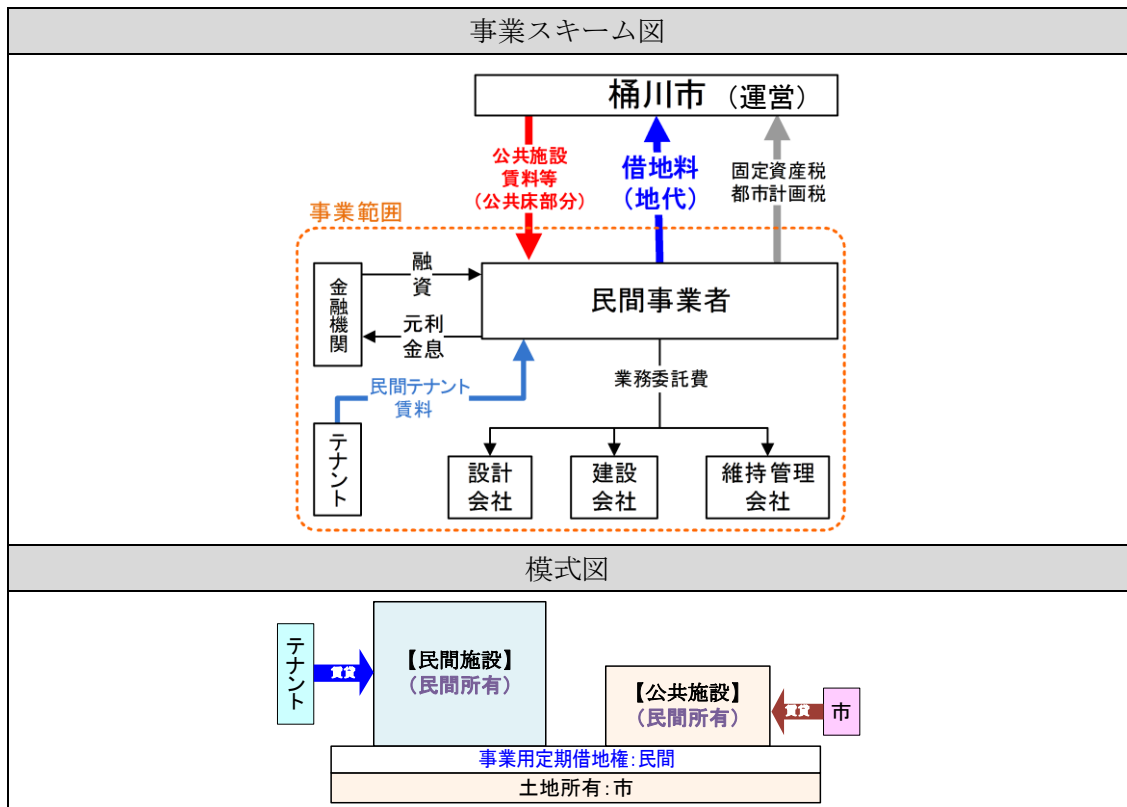 事業スキーム図
桶川市（運営）
公共施設
賃料等
（公共床部分）
借地料
（地代）
固定資産税
都市計画税
事業範囲
金融機関
融
資
元利
金息
民間事業者
民間テナント
賃料
業務委託費
テナント
設計
会社
建設
会社
維持管理
会社
模式図
テナント
賃貸
【民間施設】
（民間所有）
【公共施設】
（民間所有）
賃貸
市
事業用定期借地権：民間
土地所有：市